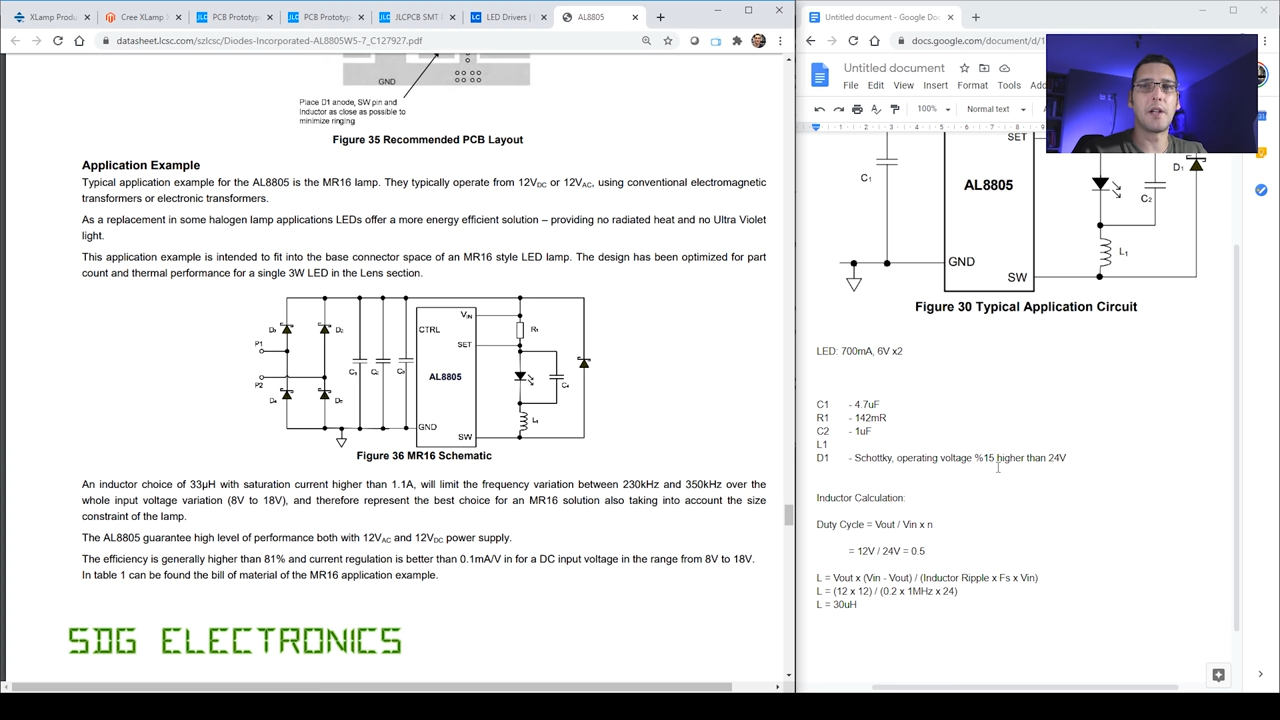 XLamp Produ
Cree XLamp
PCB Prototyp
PCB Prototyp
JLCPCB SMT
LED Drivers |
AL8805
datasheet.lcsc.com/szlcsc/Diodes-Incorporated-AL8805W5-7_C127927.pdf
GND
Place D1 anode, SW pin and
Inductor as close as possible to
minimize ringing
Figure 35 Recommended PCB Layout
Application Example
Typical application example for the AL8805 is the MR16 lamp. They typically operate from 12VDC or 12VAC, using conventional electromagnetic
transformers or electronic transformers.
As a replacement in some halogen lamp applications LEDs offer a more energy efficient solution – providing no radiated heat and no Ultra Violet
light.
This application example is intended to fit into the base connector space of an MR16 style LED lamp. The design has been optimized for part
count and thermal performance for a single 3W LED in the Lens section.
P1
P2
C1
C2
C3
CTRL
AL8805
VIN
SET
GND
SW
R1
Figure 36 MR16 Schematic
An inductor choice of 33µH with saturation current higher than 1.1A, will limit the frequency variation between 230kHz and 350kHz over the
whole input voltage variation (8V to 18V), and therefore represent the best choice for an MR16 solution also taking into account the size
constraint of the lamp.
The AL8805 guarantee high level of performance both with 12VAC and 12VDC power supply.
The efficiency is generally higher than 81% and current regulation is better than 0.1mA/V in for a DC input voltage in the range from 8V to 18V.
In table 1 can be found the bill of material of the MR16 application example.
SDG ELECTRONICS
Untitled document - Google Doc
docs.google.com/document/d/1
Untitled document
File Edit View Insert Format Tools
100% Normal text
1 2 3 4 5 6 7 8 9
SET
C1
AL8805
D1
C2
L1
GND
SW
Figure 30 Typical Application Circuit
LED: 700mA, 6V x2
C1 - 4.7uF
R1 - 142mR
C2 - 1uF
L1
D1 - Schottky, operating voltage %15 higher than 24V
Inductor Calculation:
Duty Cycle = Vout / Vin x n
= 12V / 24V = 0.5
L = Vout x (Vin - Vout) / (Inductor Ripple x Fs x Vin)
L = (12 x 12) / (0.2 x 1MHz x 24)
L = 30uH